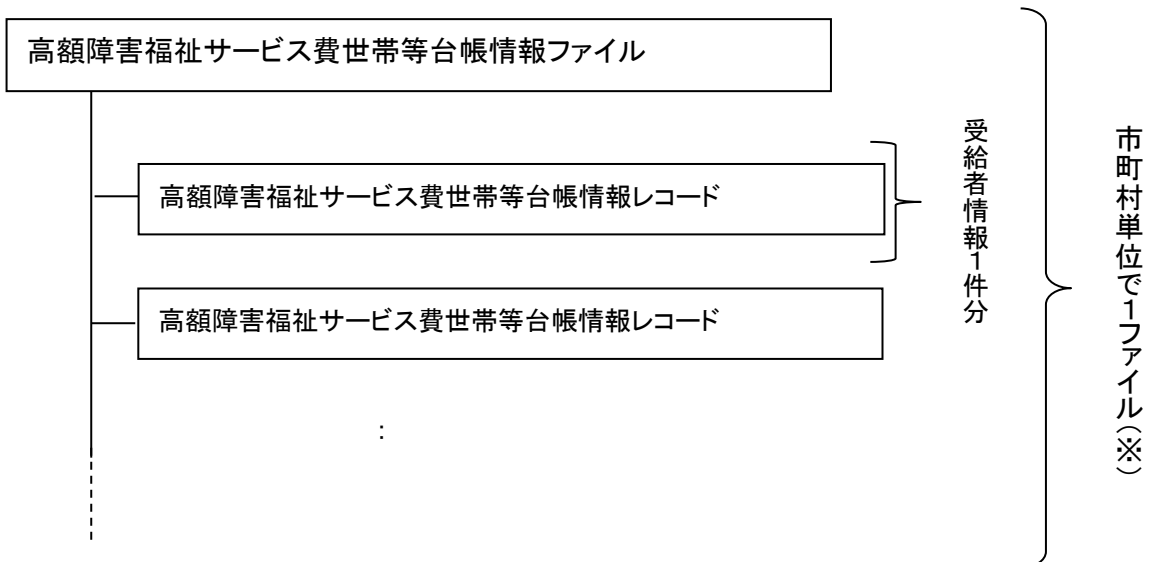 高額障害福祉サービス費世帯等台帳情報ファイル
高額障害福祉サービス費世帯等台帳情報レコード
高額障害福祉サービス費世帯等台帳情報レコード
:
受給者情報1件分
市町村単位で1ファイル(※)